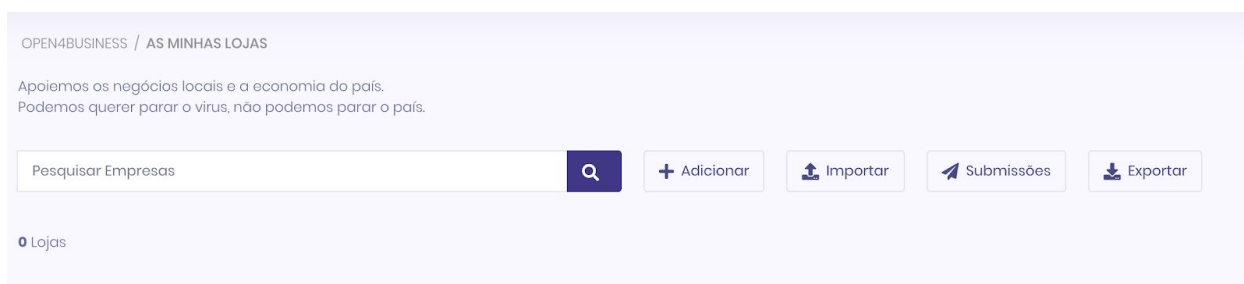 OPEN4BUSINESS / AS MINHAS LOJAS
Apoiemos os negócios locais e a economia do país.
Podemos querer parar o virus, não podemos parar o país.
Pesquisar Empresas
Adicionar
Importar
Submissões
Exportar
0 Lojas